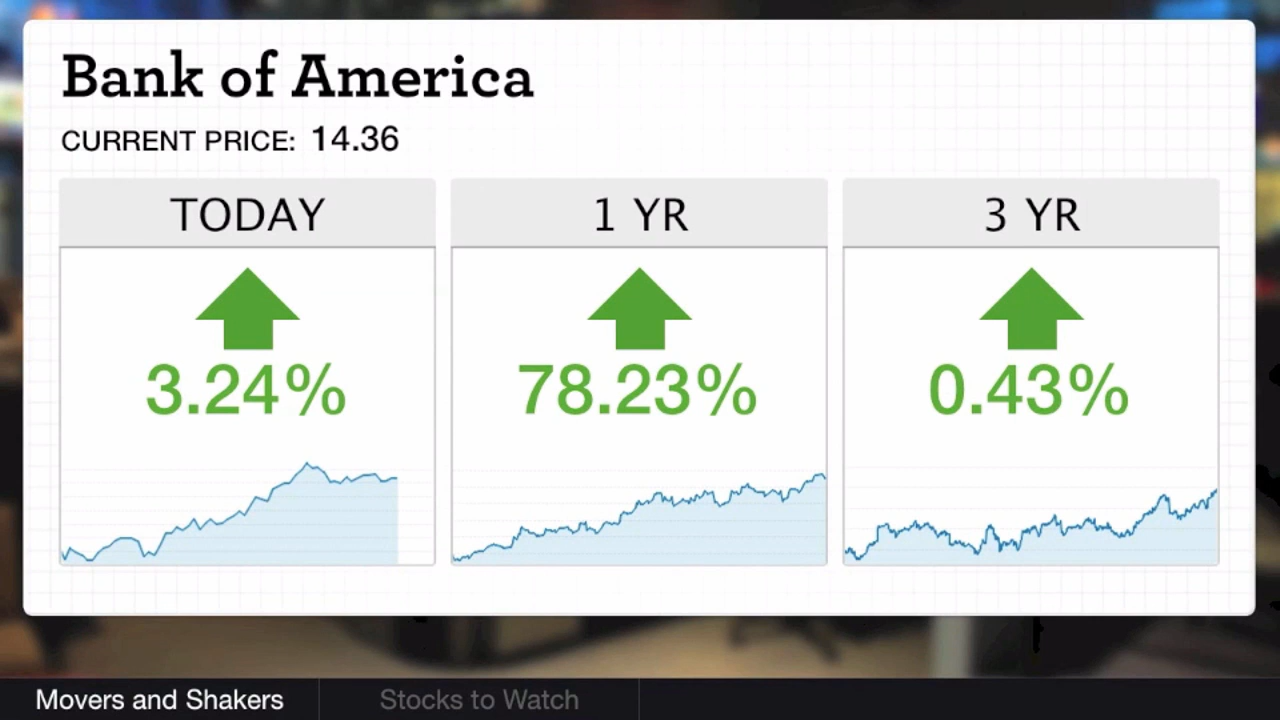 Bank of America
CURRENT PRICE: 14.36
TODAY 1 YR 3 YR
3.24% 78.23% 0.43%
Movers and Shakers Stocks to Watch